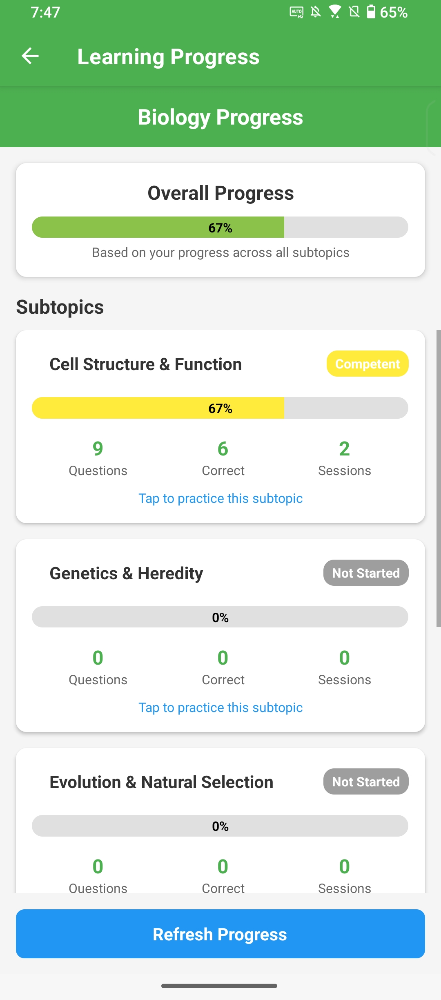 7:47
AUTO Hz 65%
Learning Progress
Biology Progress
Overall Progress
67%
Based on your progress across all subtopics
Subtopics
Cell Structure & Function
Competent
67%
9 6 2
Questions Correct Sessions
Tap to practice this subtopic
Genetics & Heredity
Not Started
0%
0 0 0
Questions Correct Sessions
Tap to practice this subtopic
Evolution & Natural Selection
Not Started
0%
0 0 0
Questions Correct Sessions
Refresh Progress